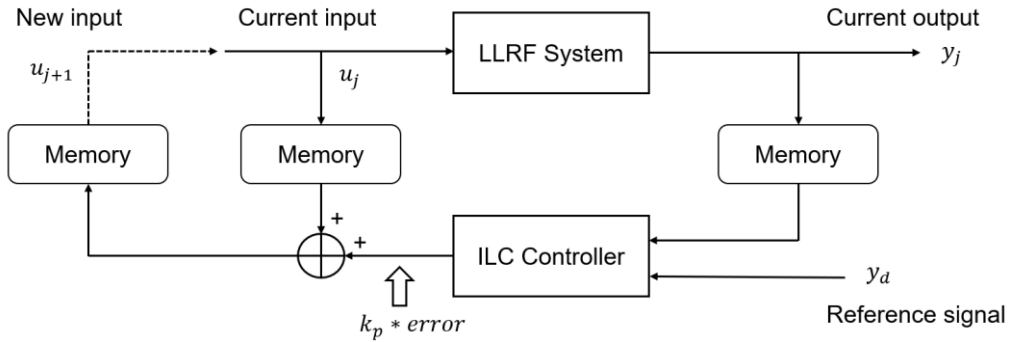 New input
Current input
Current output
u_{j+1}
u_j
LLRF System
y_j
Memory
Memory
Memory
+
+
ILC Controller
y_d
k_p * error
Reference signal